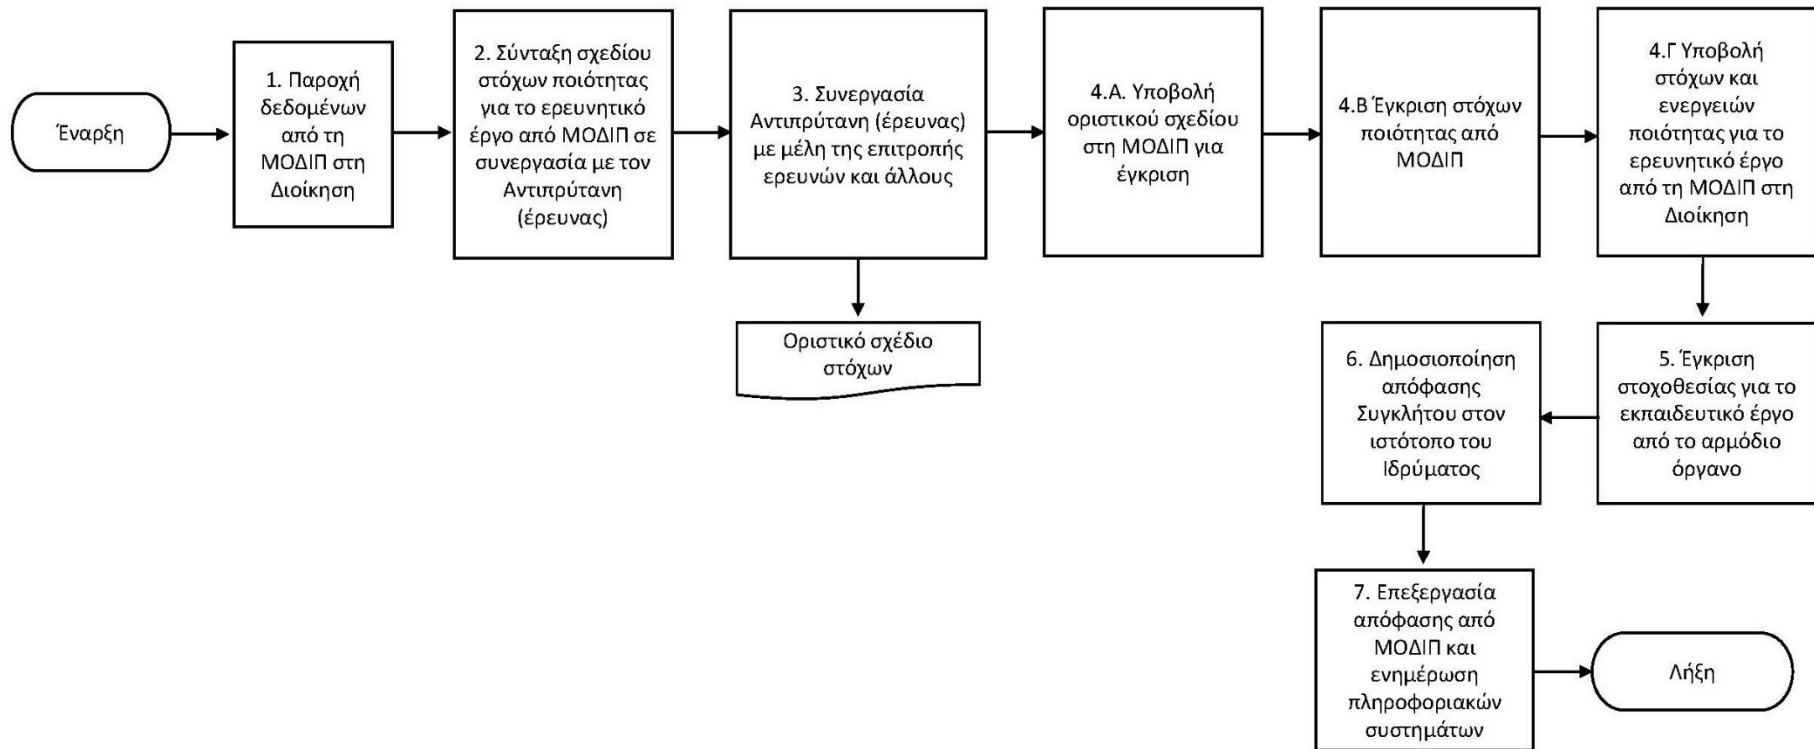 Έναρξη
1. Παροχή
δεδομένων
από τη
ΜΟΔΙΠ στη
Διοίκηση
2. Σύνταξη σχεδίου
στόχων ποιότητας
για το ερευνητικό
έργο από ΜΟΔΙΠ σε
συνεργασία με τον
Αντιπρύτανη
(έρευνας)
3. Συνεργασία
Αντιπρύτανη (έρευνας)
με μέλη της επιτροπής
ερευνών και άλλους
4.Α. Υποβολή
οριστικού σχεδίου
στη ΜΟΔΙΠ για
έγκριση
4.Β Έγκριση στόχων
ποιότητας από
ΜΟΔΙΠ
4.Γ Υποβολή
στόχων και
ενεργειών
ποιότητας για το
ερευνητικό έργο
από τη ΜΟΔΙΠ στη
Διοίκηση
Οριστικό σχέδιο
στόχων
6. Δημοσιοποίηση
απόφασης
Συγκλήτου στον
ιστότοπο του
Ιδρύματος
5. Έγκριση
στοχοθεσίας για το
εκπαιδευτικό έργο
από το αρμόδιο
όργανο
7. Επεξεργασία
απόφασης από
ΜΟΔΙΠ και
ενημέρωση
πληροφοριακών
συστημάτων
Λήξη